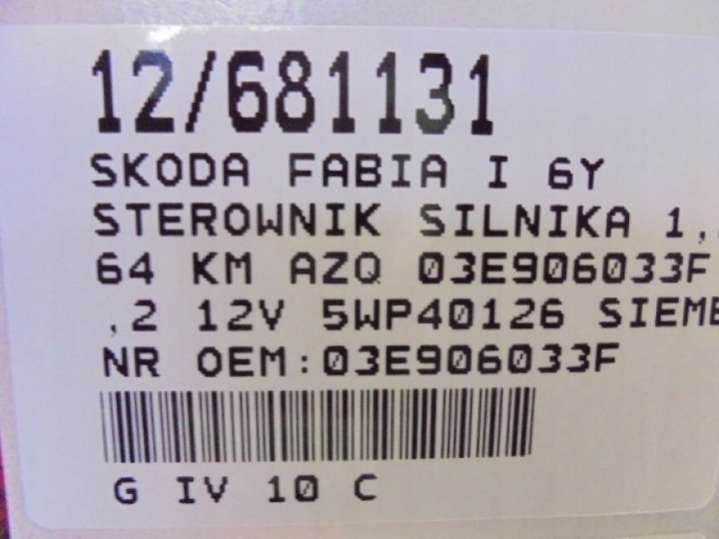 12/681131
SKODA FABIA I 6Y
STEROWNIK SILNIKA 1,
64 KM AZQ 03E906033F
,2 12V 5WP40126 SIEME
NR OEM:03E906033F
G IV 10 C